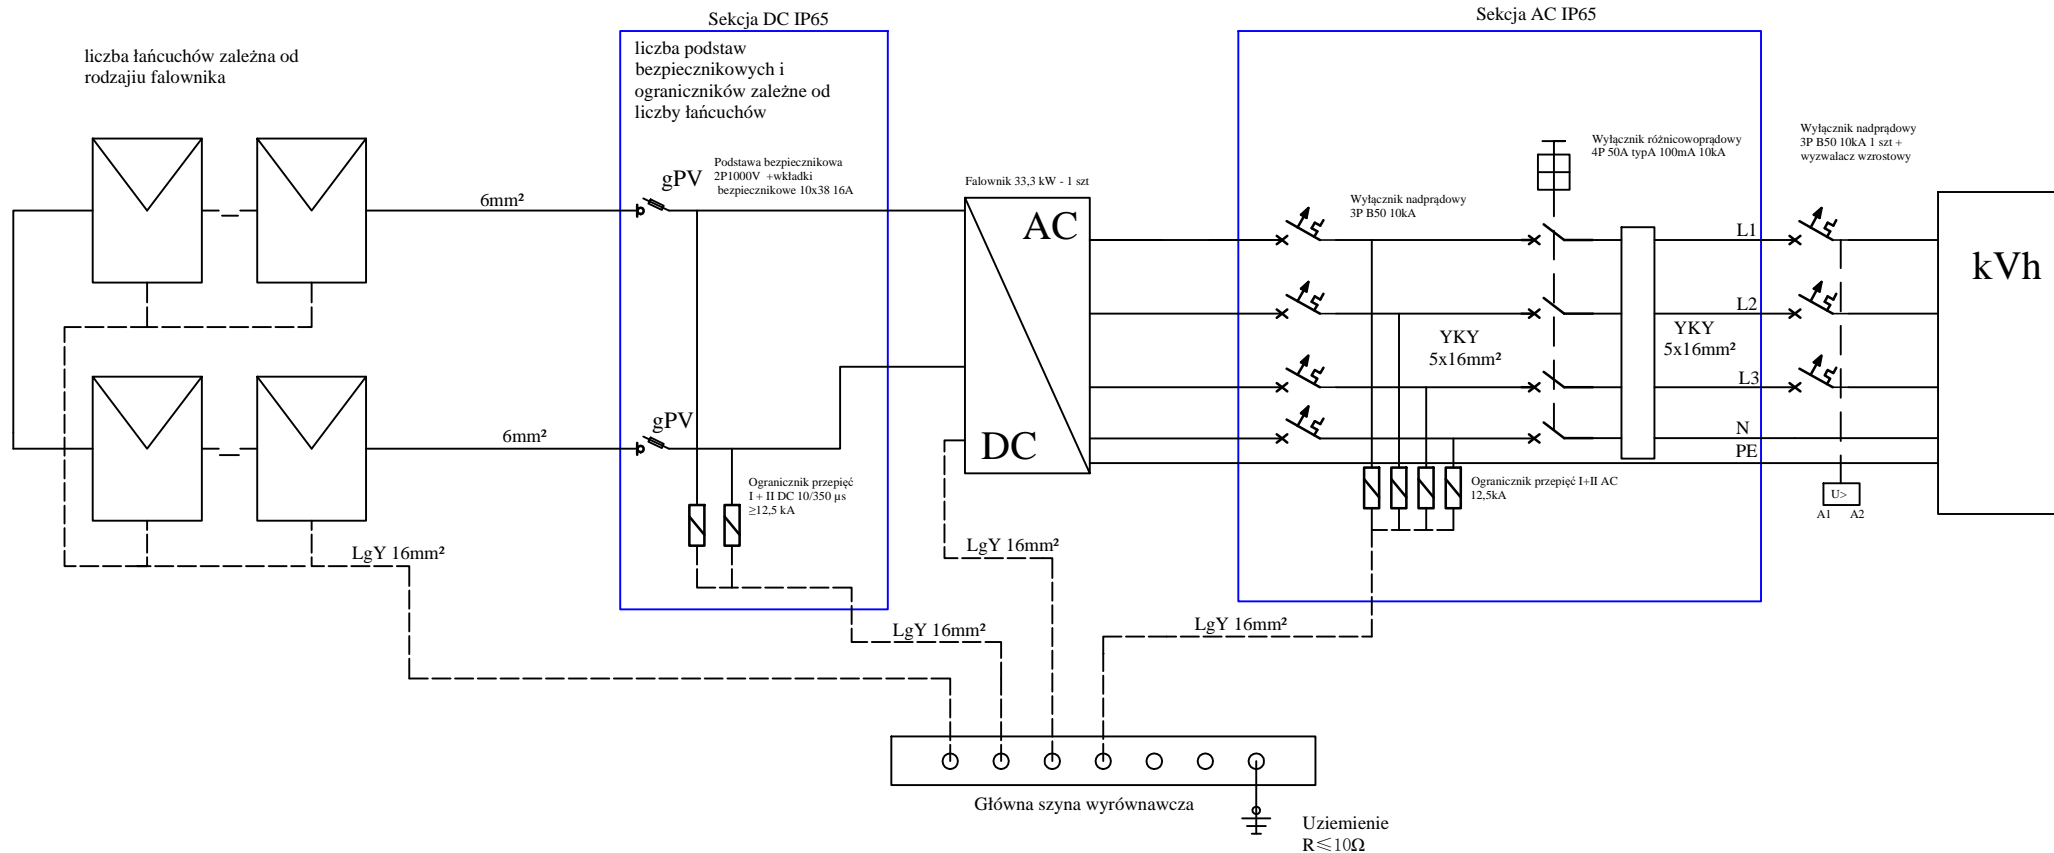 Sekcja DC IP65
Sekcja AC IP65
liczba łańcuchów zależna od
rodzajiu falownika
liczba podstaw
bezpiecznikowych i
ograniczników zależne od
liczby łańcuchów
gPV
Podstawa bezpiecznikowa
2P1000V +wkładki
bezpiecznikowe 10x38 16A
6mm²
Falownik 33,3 kW - 1 szt
AC
DC
Wyłącznik nadprądowy
3P B50 10kA
Wyłącznik różnicowoprądowy
4P 50A typA 100mA 10kA
Wyłącznik nadprądowy
3P B50 10kA 1 szt +
wyzwalacz wzrostowy
L1
L2
L3
N
PE
kVh
YKY
5x16mm²
YKY
5x16mm²
gPV
6mm²
Ogranicznik przepięć
I + II DC 10/350 µs
≥12,5 kA
Ogranicznik przepięć I+II AC
12,5kA
U>
A1 A2
LgY 16mm²
LgY 16mm²
LgY 16mm²
LgY 16mm²
Główna szyna wyrównawcza
Uziemienie
R≤10Ω